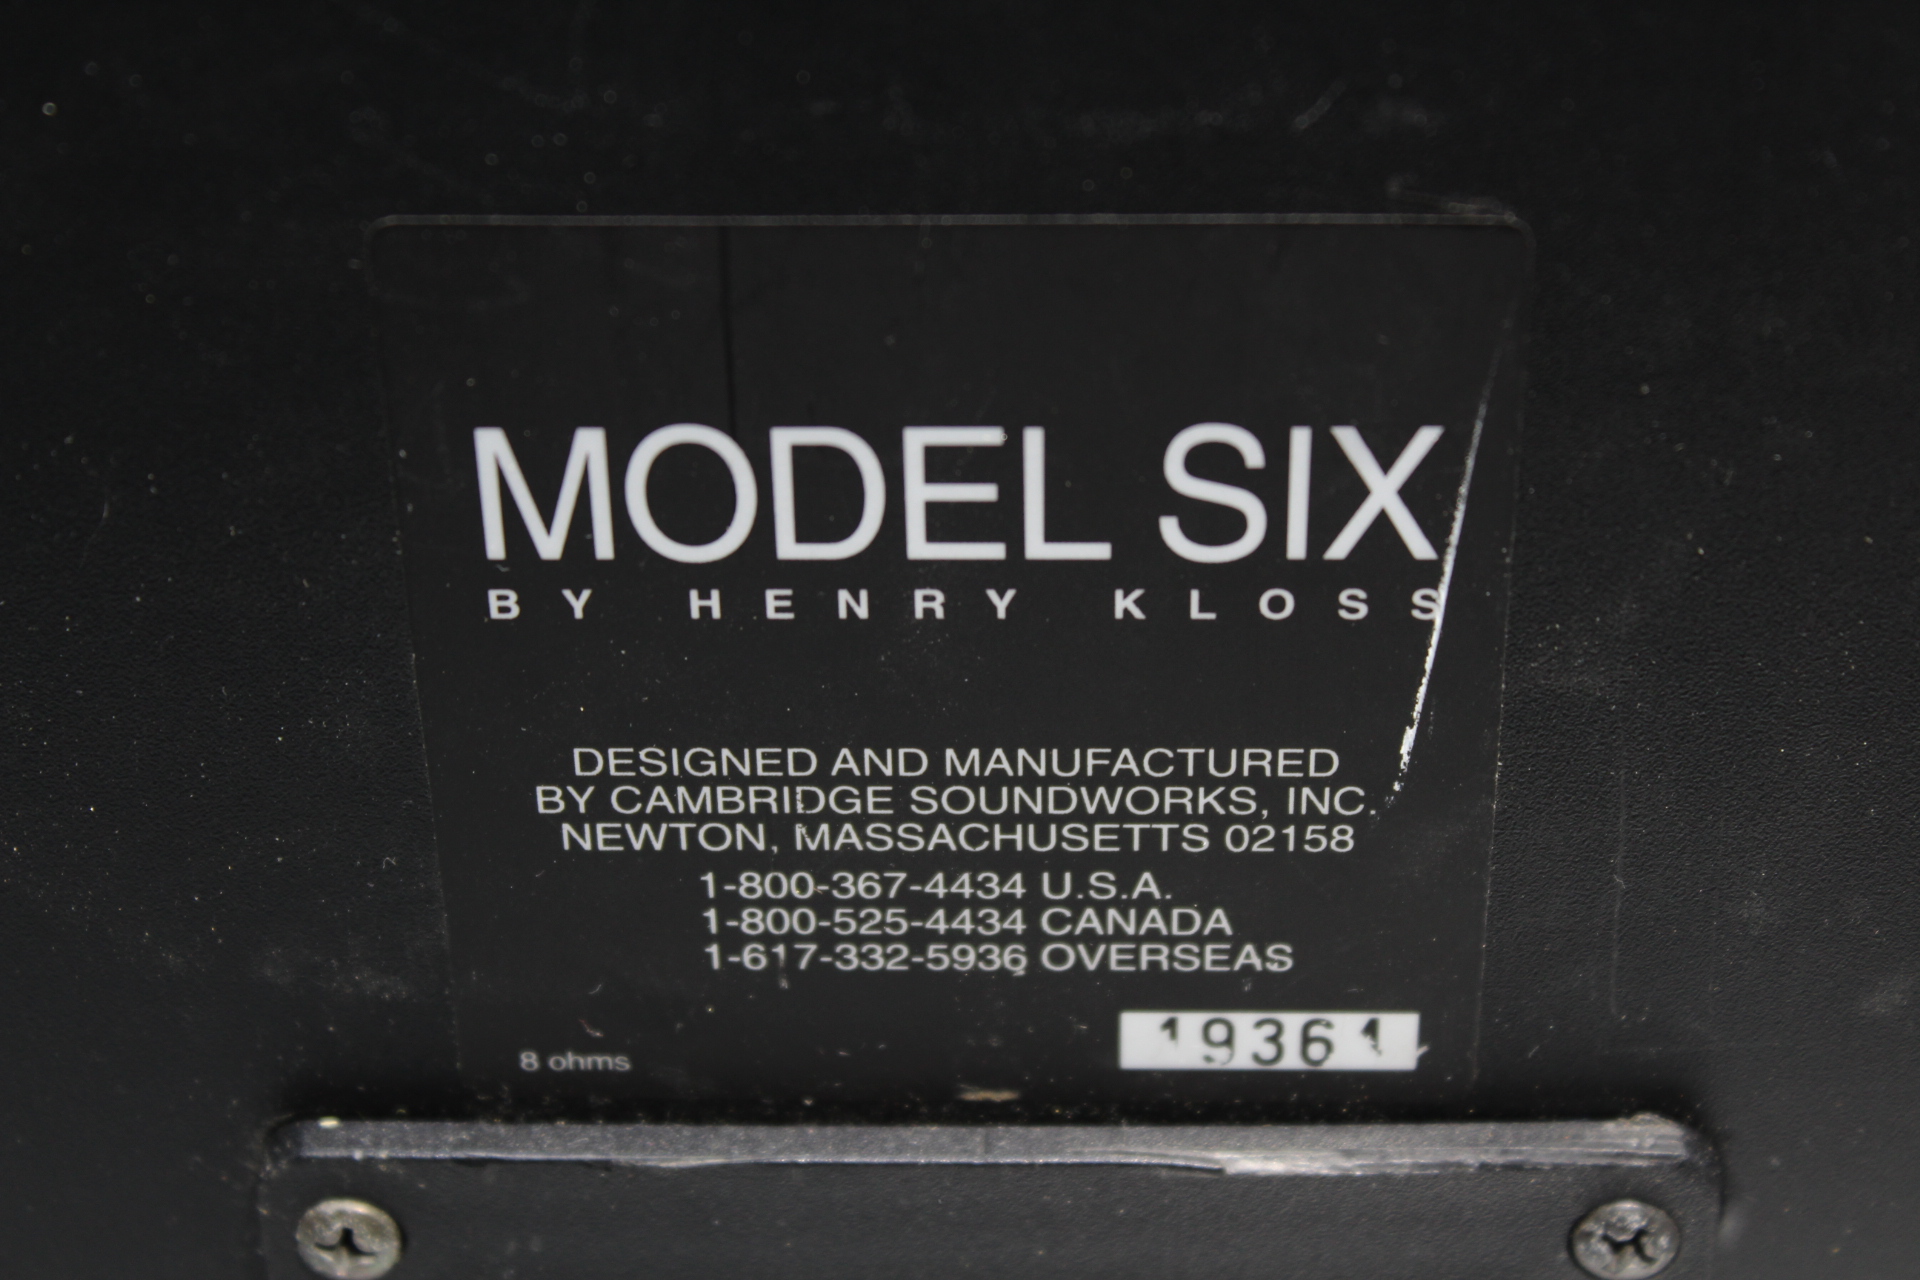 MODEL SIX
BY HENRY KLOSS
DESIGNED AND MANUFACTURED
BY CAMBRIDGE SOUNDWORKS, INC.
NEWTON, MASSACHUSETTS 02158
1-800-367-4434 U.S.A.
1-800-525-4434 CANADA
1-617-332-5936 OVERSEAS
8 ohms
19361